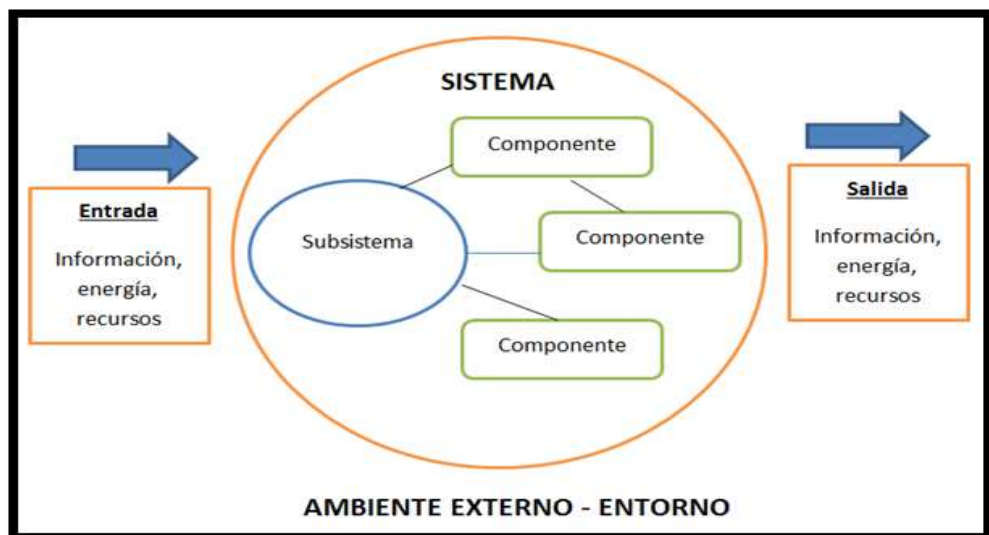 SISTEMA
Componente
Entrada
Información,
energía,
recursos
Subsistema
Componente
Componente
Salida
Información,
energía,
recursos
AMBIENTE EXTERNO - ENTORNO